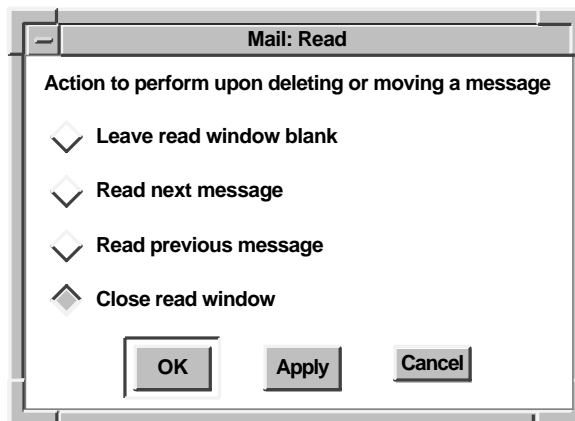 Mail: Read
Action to perform upon deleting or moving a message
Leave read window blank
Read next message
Read previous message
Close read window
OK Apply Cancel